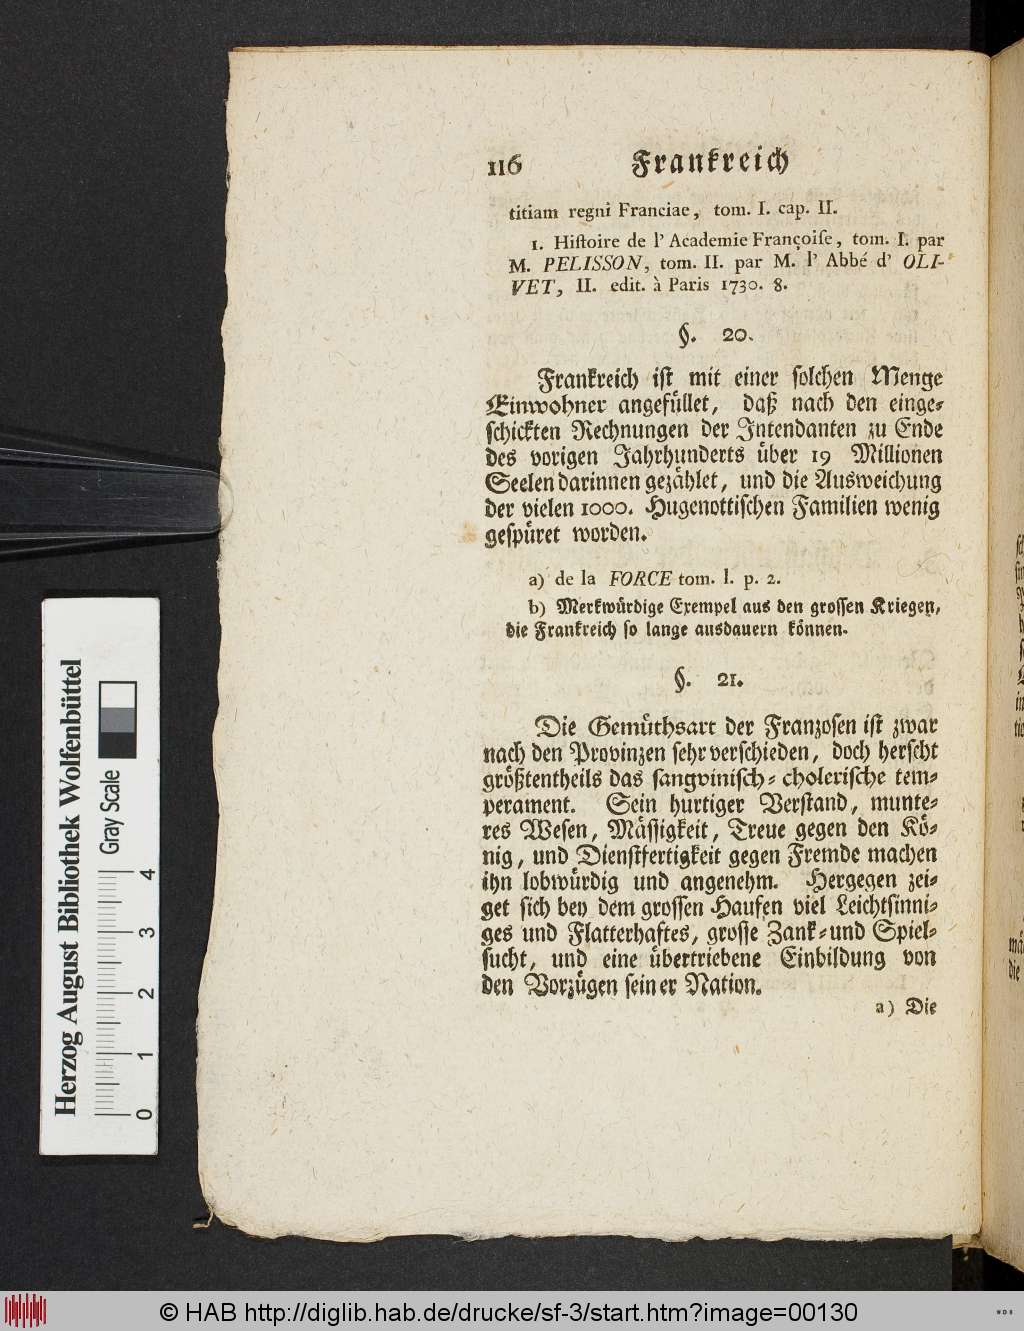 116 Frankreich
titiam regni Franciae, tom. I. cap. II.
1. Hiſtoire de l' Academie Françoiſe, tom. I. par
M. PELISSON, tom. II. par M. l' Abbé d' OLI-
VET, II. edit. à Paris 1730. 8.
§. 20.
Frankreich iſt mit einer ſolchen Menge
Einwohner angefüllet, daß nach den einge-
ſchickten Rechnungen der Intendanten zu Ende
des vorigen Jahrhunderts über 19 Millionen
Seelen darinnen gezählet, und die Ausweichung
der vielen 1000. Hugenottiſchen Familien wenig
geſpüret worden.
a) de la FORCE tom. I. p. 2.
b) Merkwürdige Exempel aus den groſſen Kriegen,
die Frankreich ſo lange ausdauern können.
§. 21.
Die Gemüthsart der Franzoſen iſt zwar
nach den Provinzen ſehr verſchieden, doch herſcht
größtentheils das ſangviniſch-choleriſche tem-
perament. Sein hurtiger Verſtand, munte-
res Weſen, Mäſſigkeit, Treue gegen den Kö-
nig, und Dienſtfertigkeit gegen Fremde machen
ihn lobwürdig und angenehm. Hergegen zei-
get ſich bey dem groſſen Haufen viel Leichtſinni-
ges und Flatterhaftes, groſſe Zank-und Spiel-
ſucht, und eine übertriebene Einbildung von
den Vorzügen ſeiner Nation.
a) Die
Herzog August Bibliothek Wolfenbüttel
Gray Scale
0 1 2 3 4
© HAB http://diglib.hab.de/drucke/sf-3/start.htm?image=00130